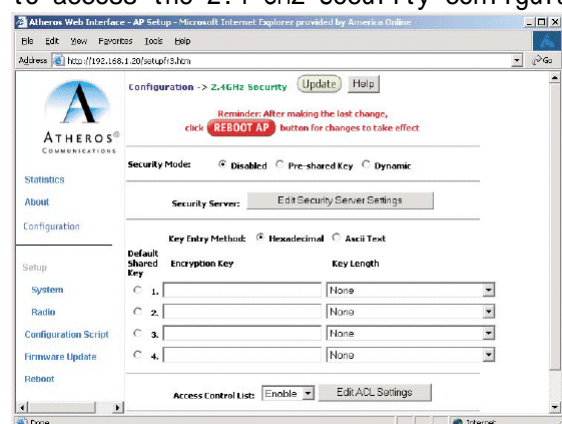 to access the 2.4 GHz security configure
Atheros Web Interface - AP Setup - Microsoft Internet Explorer provided by America Online
File Edit View Favorites Tools Help
Address http://192.168.1.20/setupfr3.htm Go
Configuration -> 2.4GHz Security Update Help
Reminder: After making the last change,
click REBOOT AP button for changes to take effect
ATHEROS®
COMMUNICATIONS
Statistics
About
Configuration
Setup
System
Radio
Configuration Script
Firmware Update
Reboot
Security Mode: Disabled Pre-shared Key Dynamic
Security Server: Edit Security Server Settings
Key Entry Method: Hexadecimal Ascii Text
Default Shared Key Encryption Key Key Length
1. None
2. None
3. None
4. None
Access Control List: Enable Edit ACL Settings
Done Internet